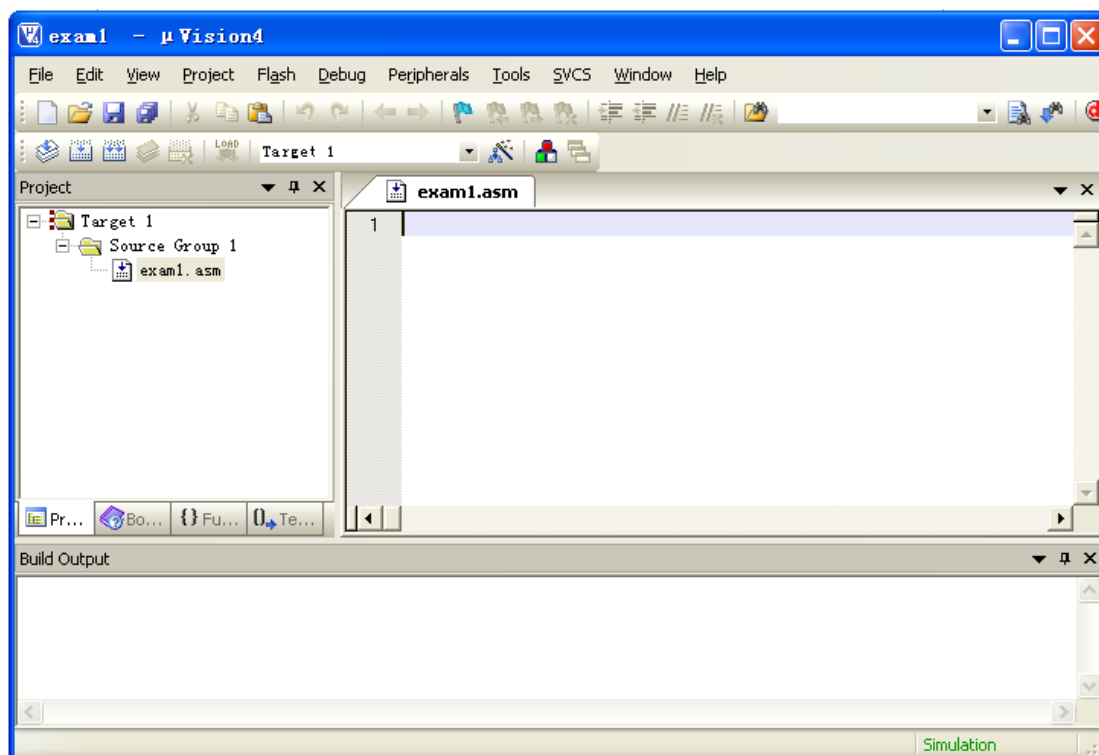 exam1 - μVision4
File Edit View Project Flash Debug Peripherals Tools SVCS Window Help
LOAD Target 1
Project
exam1.asm
Target 1
1
Source Group 1
exam1.asm
Pr... Bo... {} Fu... Te...
Build Output
Simulation